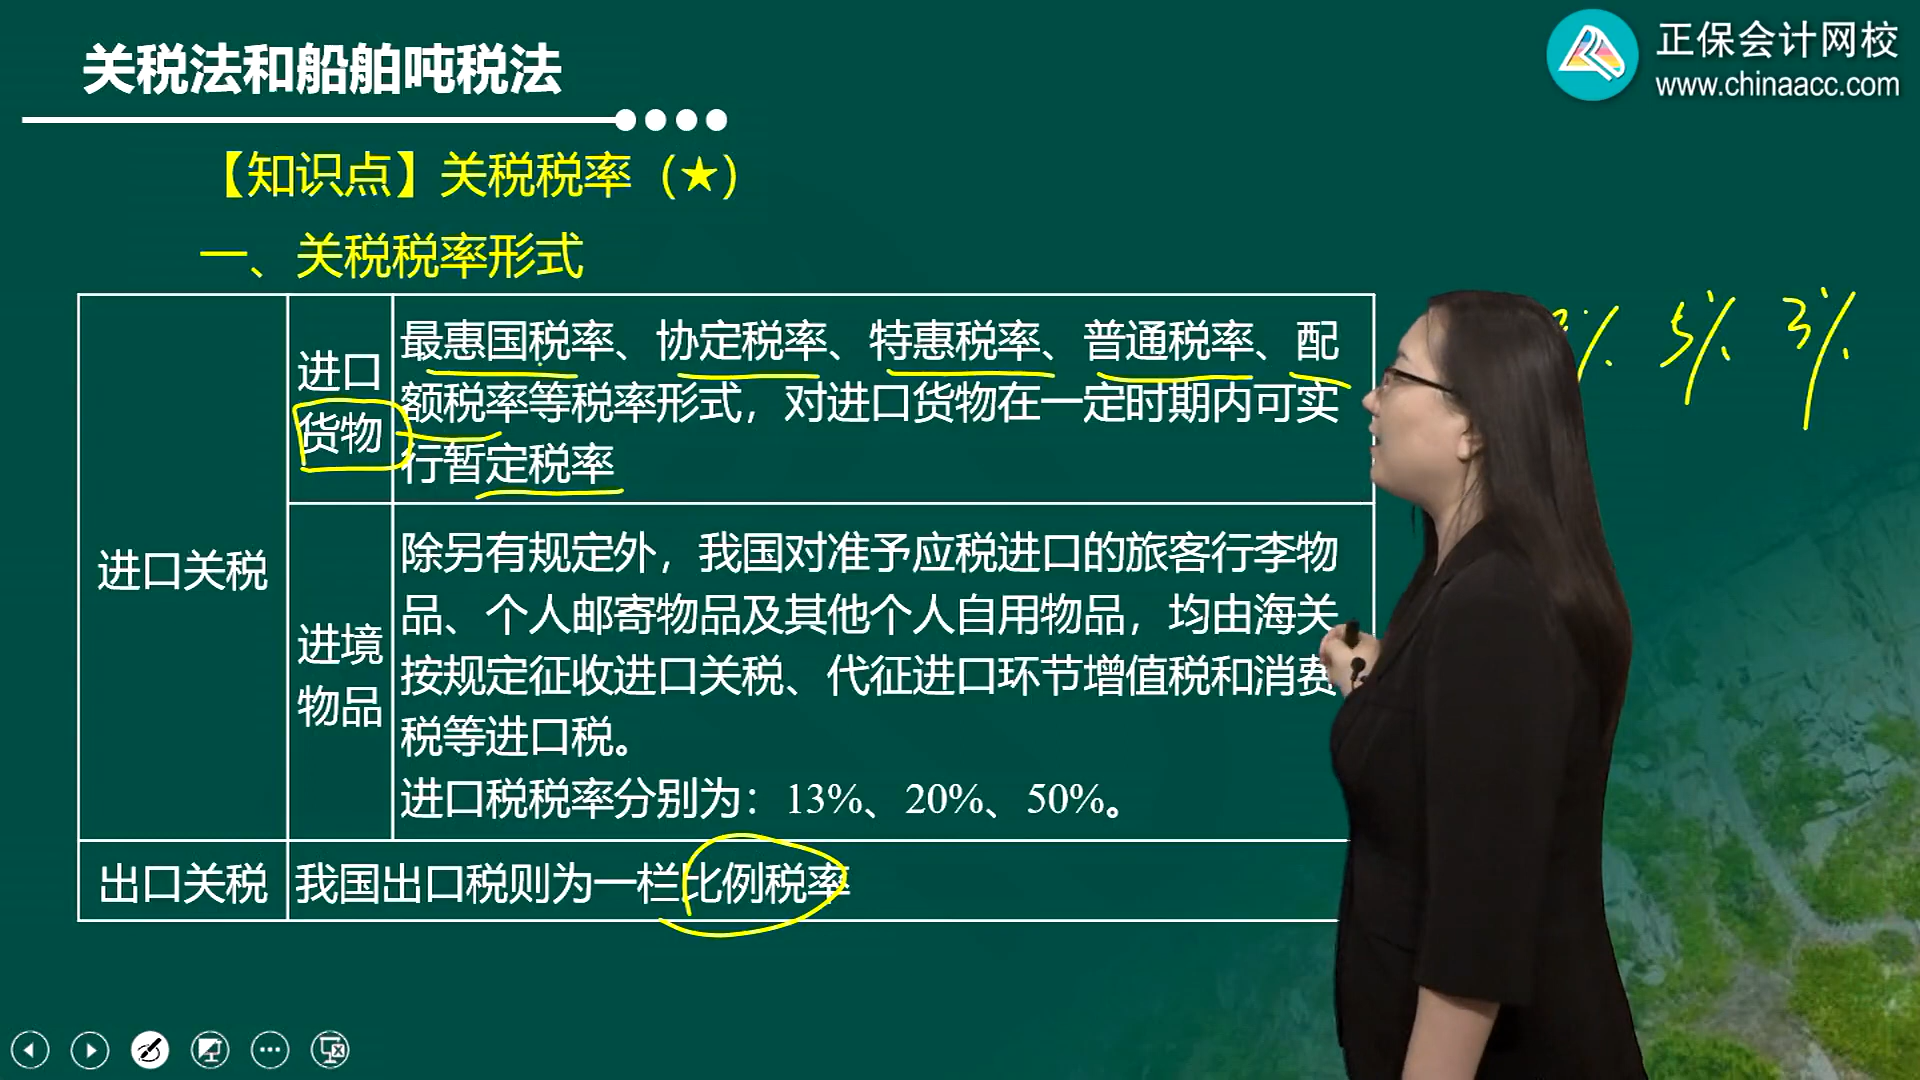 关税法和船舶吨税法
正保会计网校
www.chinaacc.com
【知识点】关税税率（★）
一、关税税率形式
进口关税
进口
货物
最惠国税率、协定税率、特惠税率、普通税率、配
额税率等税率形式，对进口货物在一定时期内可实
行暂定税率
进境
物品
除另有规定外，我国对准予应税进口的旅客行李物
品、个人邮寄物品及其他个人自用物品，均由海关
按规定征收进口关税、代征进口环节增值税和消费
税等进口税。
进口税税率分别为：13%、20%、50%。
出口关税
我国出口税则为一栏比例税率
5% 3%